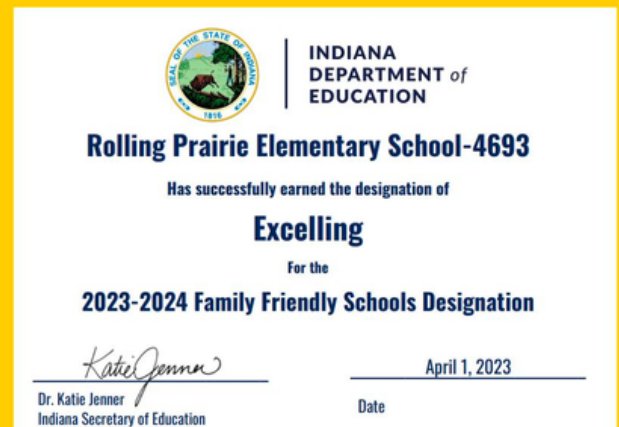 SEAL OF THE STATE OF INDIANA
1816
INDIANA
DEPARTMENT of
EDUCATION
Rolling Prairie Elementary School-4693
Has successfully earned the designation of
Excelling
For the
2023-2024 Family Friendly Schools Designation
Katie Jenner
April 1, 2023
Dr. Katie Jenner
Date
Indiana Secretary of Education